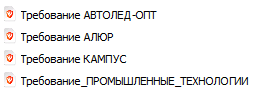 Требование АВТОЛЕД-ОПТ
Требование АЛЮР
Требование КАМПУС
Требование_ПРОМЫШЛЕННЫЕ_ТЕХНОЛОГИИ